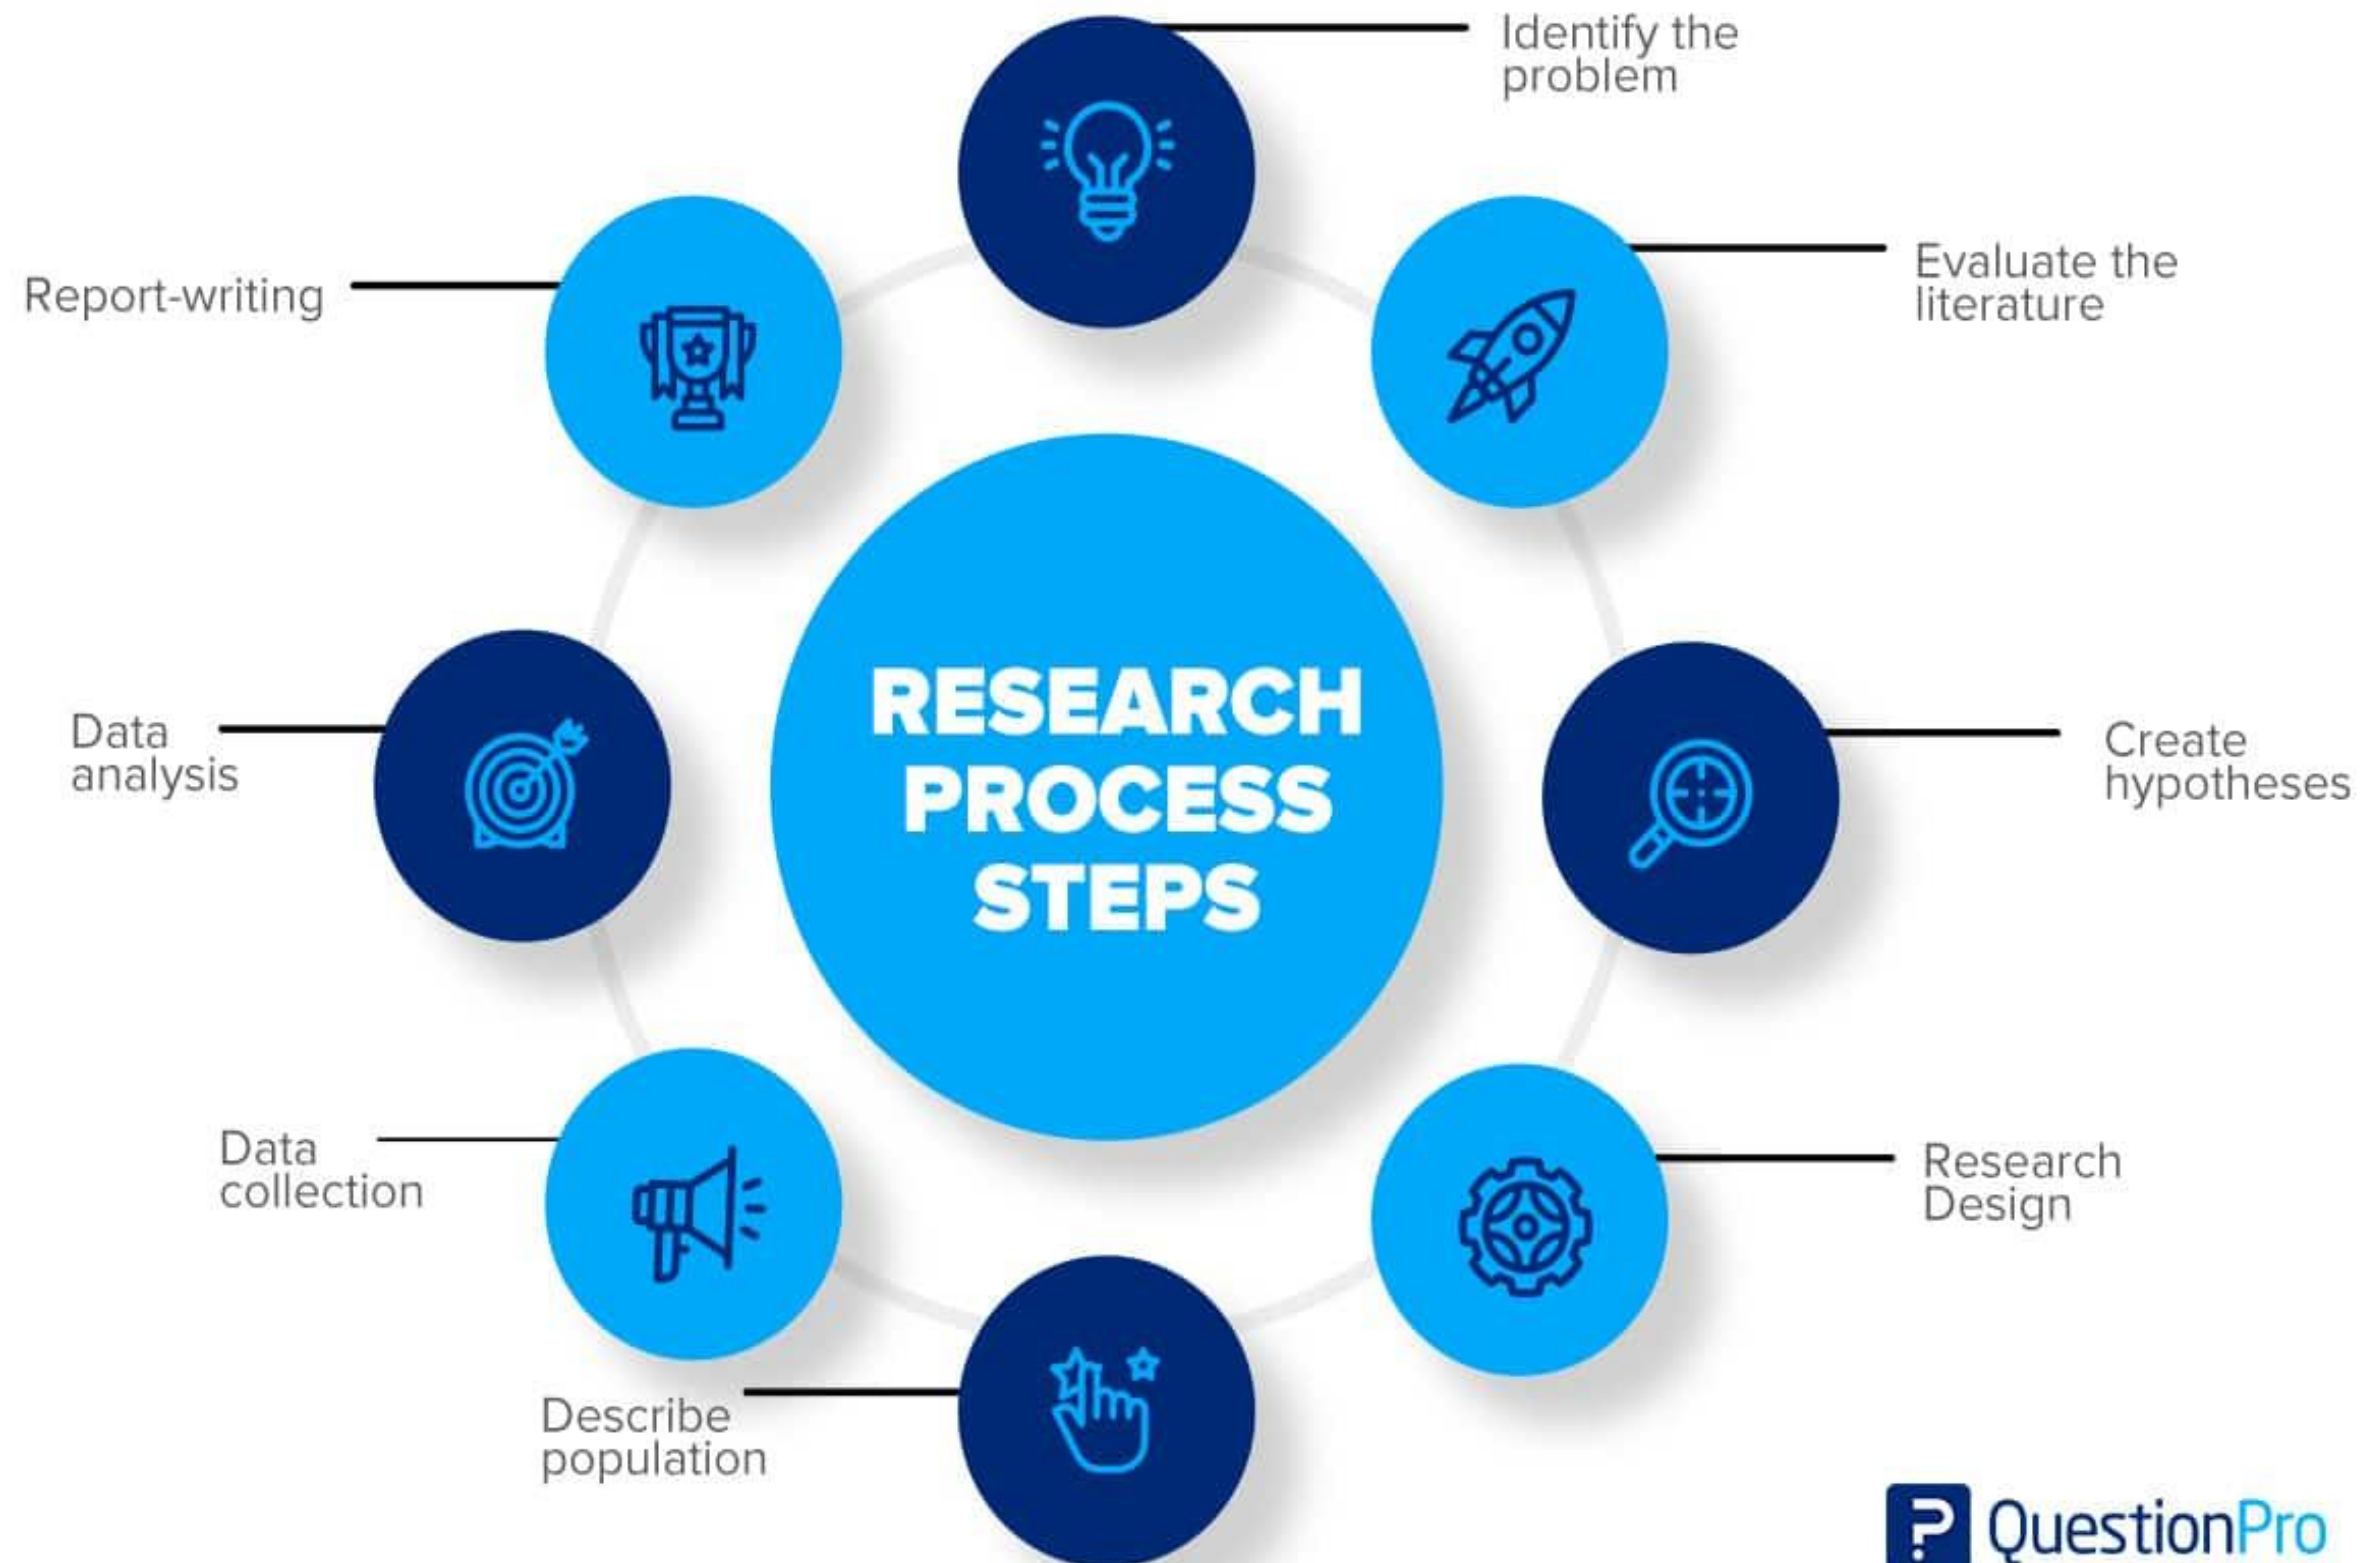 Identify the
problem
Evaluate the
literature
Create
hypotheses
Research
Design
Describe
population
Data
collection
Data
analysis
Report-writing
RESEARCH
PROCESS
STEPS
QuestionPro